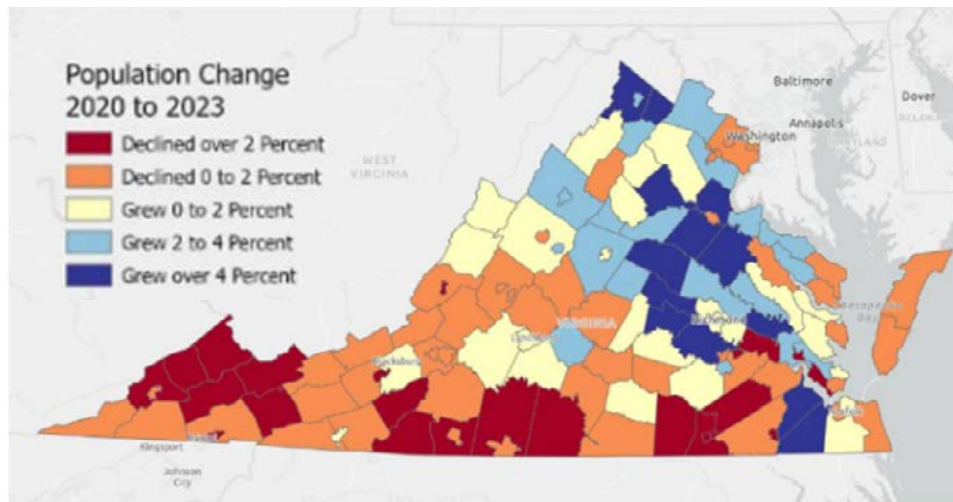 Population Change
2020 to 2023
Declined over 2 Percent
Declined 0 to 2 Percent
Grew 0 to 2 Percent
Grew 2 to 4 Percent
Grew over 4 Percent
Baltimore
Dover
Annapolis
Washington
WEST
VIRGINIA
VIRGINIA
Richmond
Blacksburg
Kingsport
Johnson
City